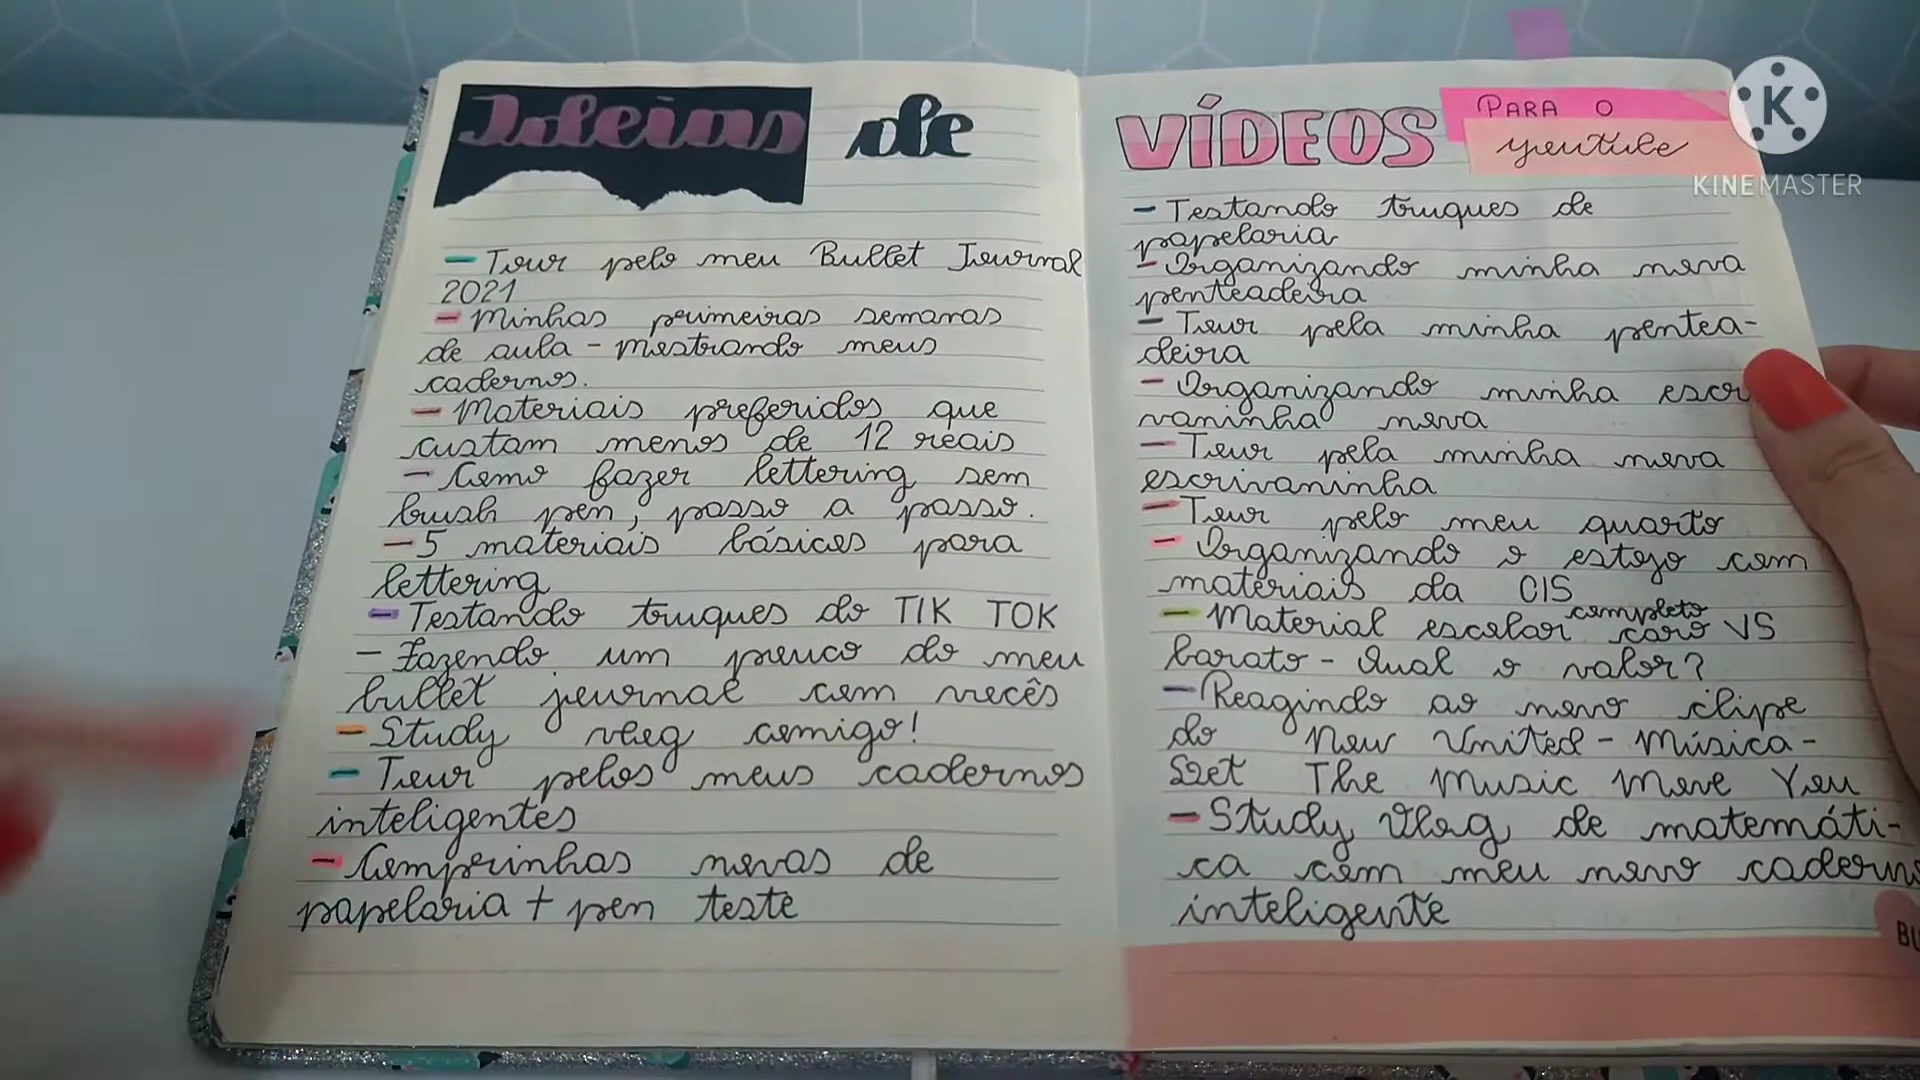 Ideias de
- Tour pelo meu Bullet Journal
2021
- Minhas primeiras semanas
de aula - mostrando meus
cadernos.
- Materiais preferidos que
custam menos de 12 reais
- Como fazer lettering sem
brush pen, passo a passo.
- 5 materiais básicos para
lettering
- Testando truques do TIK TOK
- Fazendo um pouco do meu
bullet journal com vocês
- Study vlog comigo!
- Tour pelos meus cadernos
inteligentes
- Comprinhas novas de
papelaria + pen teste
VÍDEOS
PARA O
youtube
- Testando truques de
papelaria
- Organizando minha nova
penteadeira
- Tour pela minha pentea-
deira
- Organizando minha escri
vaninha nova
- Tour pela minha nova
escrivaninha
- Tour pelo meu quarto
- Organizando o estojo com
materiais da CIS
- Material escolar completo caro VS
barato - Qual o valor?
- Reagindo ao novo clipe
do Now United - Música -
Let The Music Move You
- Study Vlog de matemáti-
ca com meu novo caderno
inteligente
BU
K
KINEMASTER